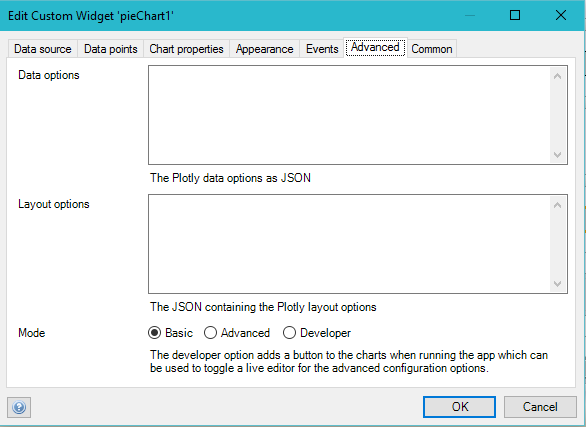 Edit Custom Widget 'pieChart1'
Data source Data points Chart properties Appearance Events Advanced Common
Data options
The Plotly data options as JSON
Layout options
The JSON containing the Plotly layout options
Mode Basic Advanced Developer
The developer option adds a button to the charts when running the app which can
be used to toggle a live editor for the advanced configuration options.
OK Cancel